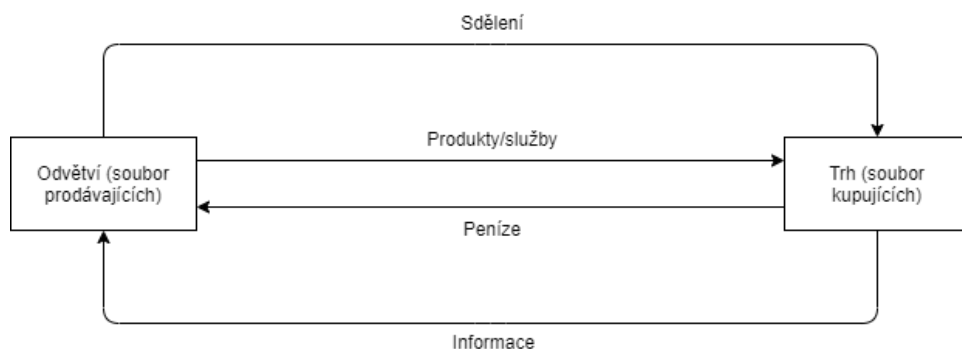 Sdělení
Produkty/služby
Odvětví (soubor
prodávajících)
Trh (soubor
kupujících)
Peníze
Informace